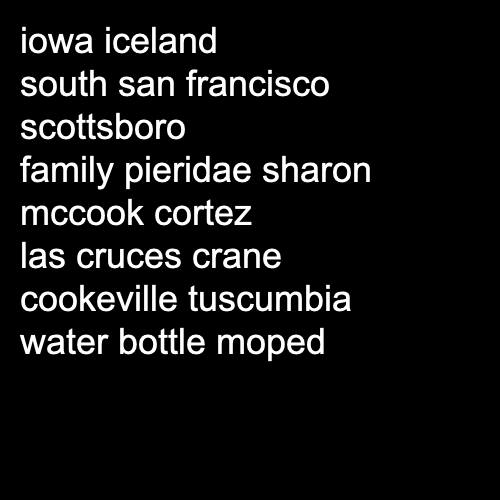 iowa iceland
south san francisco
scottsboro
family pieridae sharon
mccook cortez
las cruces crane
cookeville tuscumbia
water bottle moped